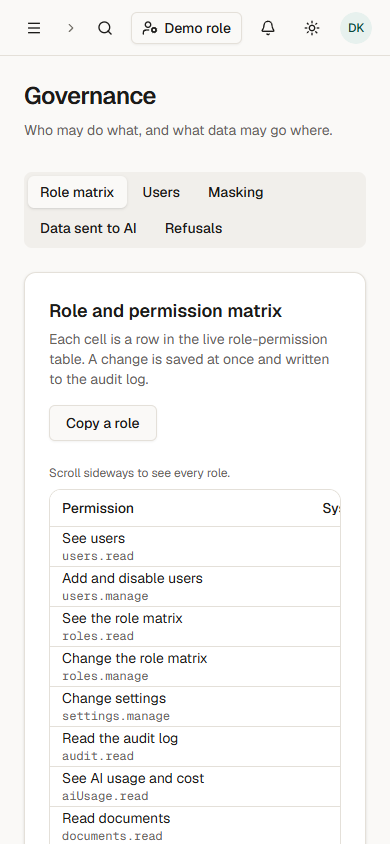 Demo role
DK
Governance
Who may do what, and what data may go where.
Role matrix
Users
Masking
Data sent to AI
Refusals
Role and permission matrix
Each cell is a row in the live role-permission
table. A change is saved at once and written
to the audit log.
Copy a role
Scroll sideways to see every role.
Permission
See users
users.read
Add and disable users
users.manage
See the role matrix
roles.read
Change the role matrix
roles.manage
Change settings
settings.manage
Read the audit log
audit.read
See AI usage and cost
aiUsage.read
Read documents
documents.read